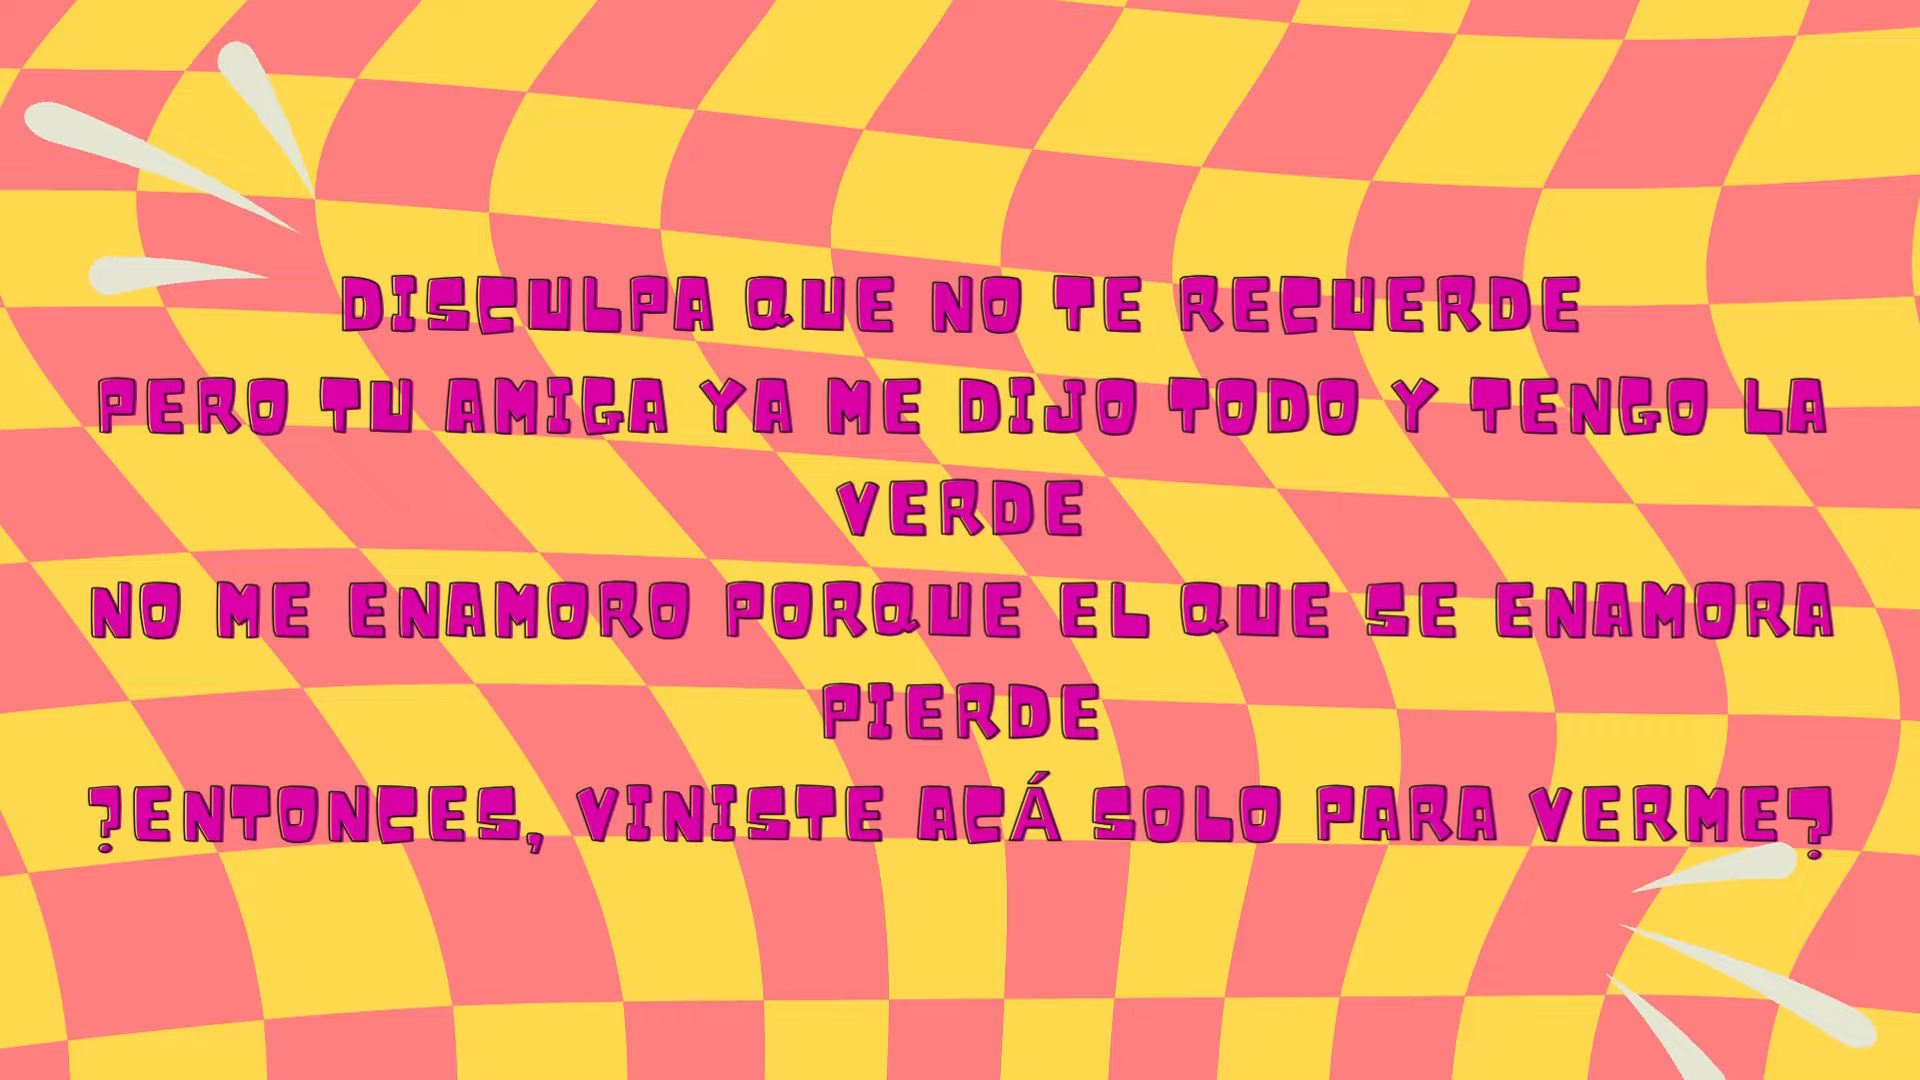 DISCULPA QUE NO TE RECUERDE
PERO TU AMIGA YA ME DIJO TODO Y TENGO LA
VERDE
NO ME ENAMORO PORQUE EL QUE SE ENAMORA
PIERDE
?ENTONCES, VINISTE ACÁ SOLO PARA VERME?